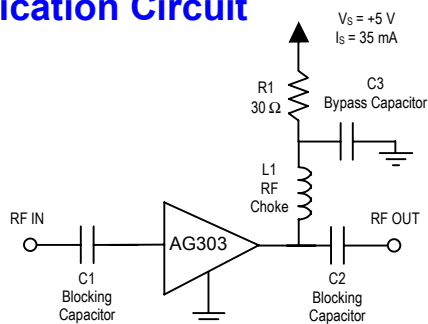 ication Circuit
Vs = +5 V
Is = 35 mA
R1
30 Ω
C3
Bypass Capacitor
L1
RF
Choke
RF IN
AG303
RF OUT
C1
Blocking
Capacitor
C2
Blocking
Capacitor